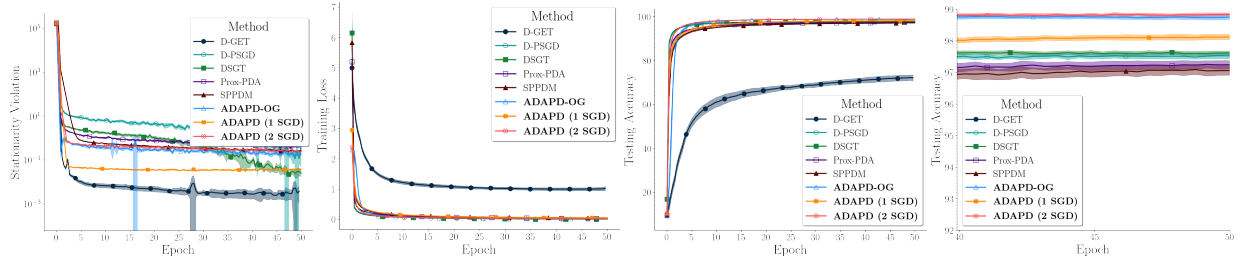 Method
D-GET
D-PSGD
DSGT
Prox-PDA
SPPDM
ADAPD-OG
ADAPD (1 SGD)
ADAPD (2 SGD)
10⁵
10³
10¹
10⁻¹
10⁻³
Stationarity Violation
0 5 10 15 20 25 30 35 40 45 50
Epoch
Method
D-GET
D-PSGD
DSGT
Prox-PDA
SPPDM
ADAPD-OG
ADAPD (1 SGD)
ADAPD (2 SGD)
7
6
5
4
3
2
1
0
Training Loss
0 5 10 15 20 25 30 35 40 45 50
Epoch
100
80
60
40
20
Testing Accuracy
Method
D-GET
D-PSGD
DSGT
Prox-PDA
SPPDM
ADAPD-OG
ADAPD (1 SGD)
ADAPD (2 SGD)
0 5 10 15 20 25 30 35 40 45 50
Epoch
99
98
97
96
95
94
93
92
Testing Accuracy
Method
D-GET
D-PSGD
DSGT
Prox-PDA
SPPDM
ADAPD-OG
ADAPD (1 SGD)
ADAPD (2 SGD)
40 45 50
Epoch